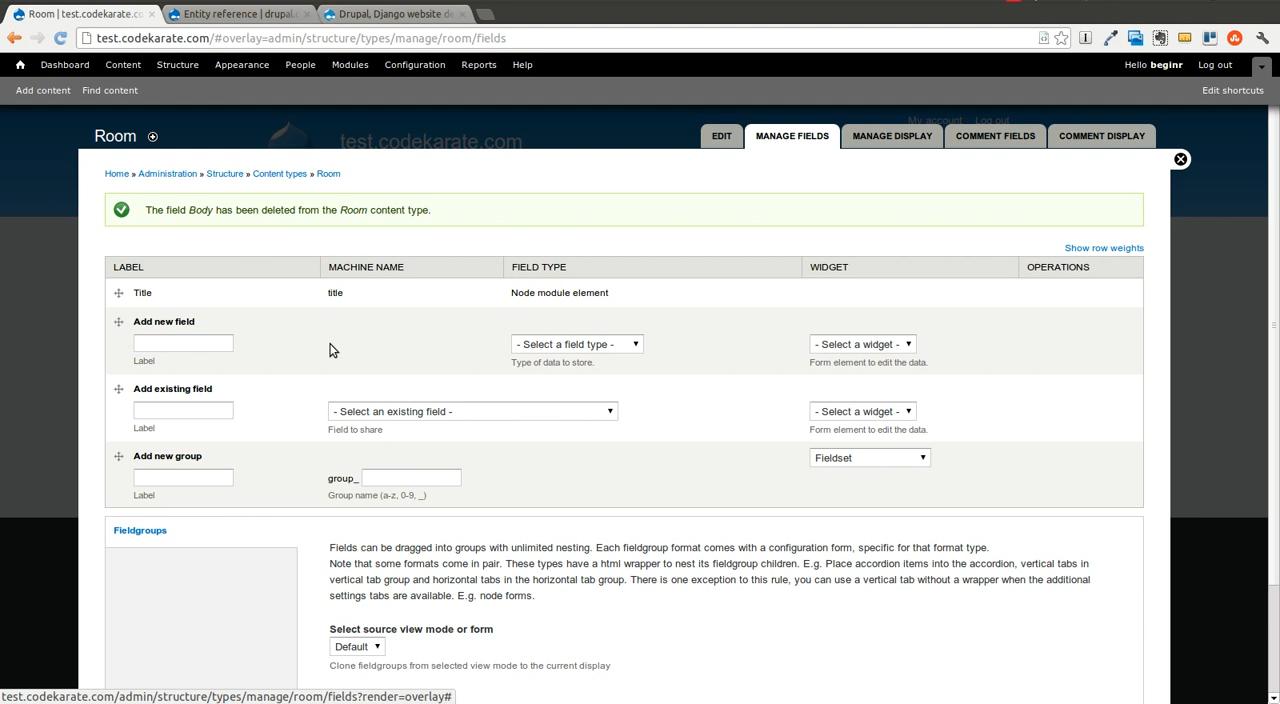 Room | test.codekarate.co
Entity reference | drupal.c
Drupal, Django website de
test.codekarate.com/#overlay=admin/structure/types/manage/room/fields
Dashboard Content Structure Appearance People Modules Configuration Reports Help
Hello beginr Log out
Add content Find content
Edit shortcuts
My account Log out
test.codekarate.com
Room
EDIT MANAGE FIELDS MANAGE DISPLAY COMMENT FIELDS COMMENT DISPLAY
Home » Administration » Structure » Content types » Room
The field Body has been deleted from the Room content type.
Show row weights
LABEL MACHINE NAME FIELD TYPE WIDGET OPERATIONS
Title title Node module element
Add new field
- Select a field type - - Select a widget -
Label Type of data to store. Form element to edit the data.
Add existing field
- Select an existing field - - Select a widget -
Label Field to share Form element to edit the data.
Add new group Fieldset
group_
Label Group name (a-z, 0-9, _)
Fieldgroups
Fields can be dragged into groups with unlimited nesting. Each fieldgroup format comes with a configuration form, specific for that format type.
Note that some formats come in pair. These types have a html wrapper to nest its fieldgroup children. E.g. Place accordion items into the accordion, vertical tabs in
vertical tab group and horizontal tabs in the horizontal tab group. There is one exception to this rule, you can use a vertical tab without a wrapper when the additional
settings tabs are available. E.g. node forms.
Select source view mode or form
Default
Clone fieldgroups from selected view mode to the current display
test.codekarate.com/admin/structure/types/manage/room/fields?render=overlay#